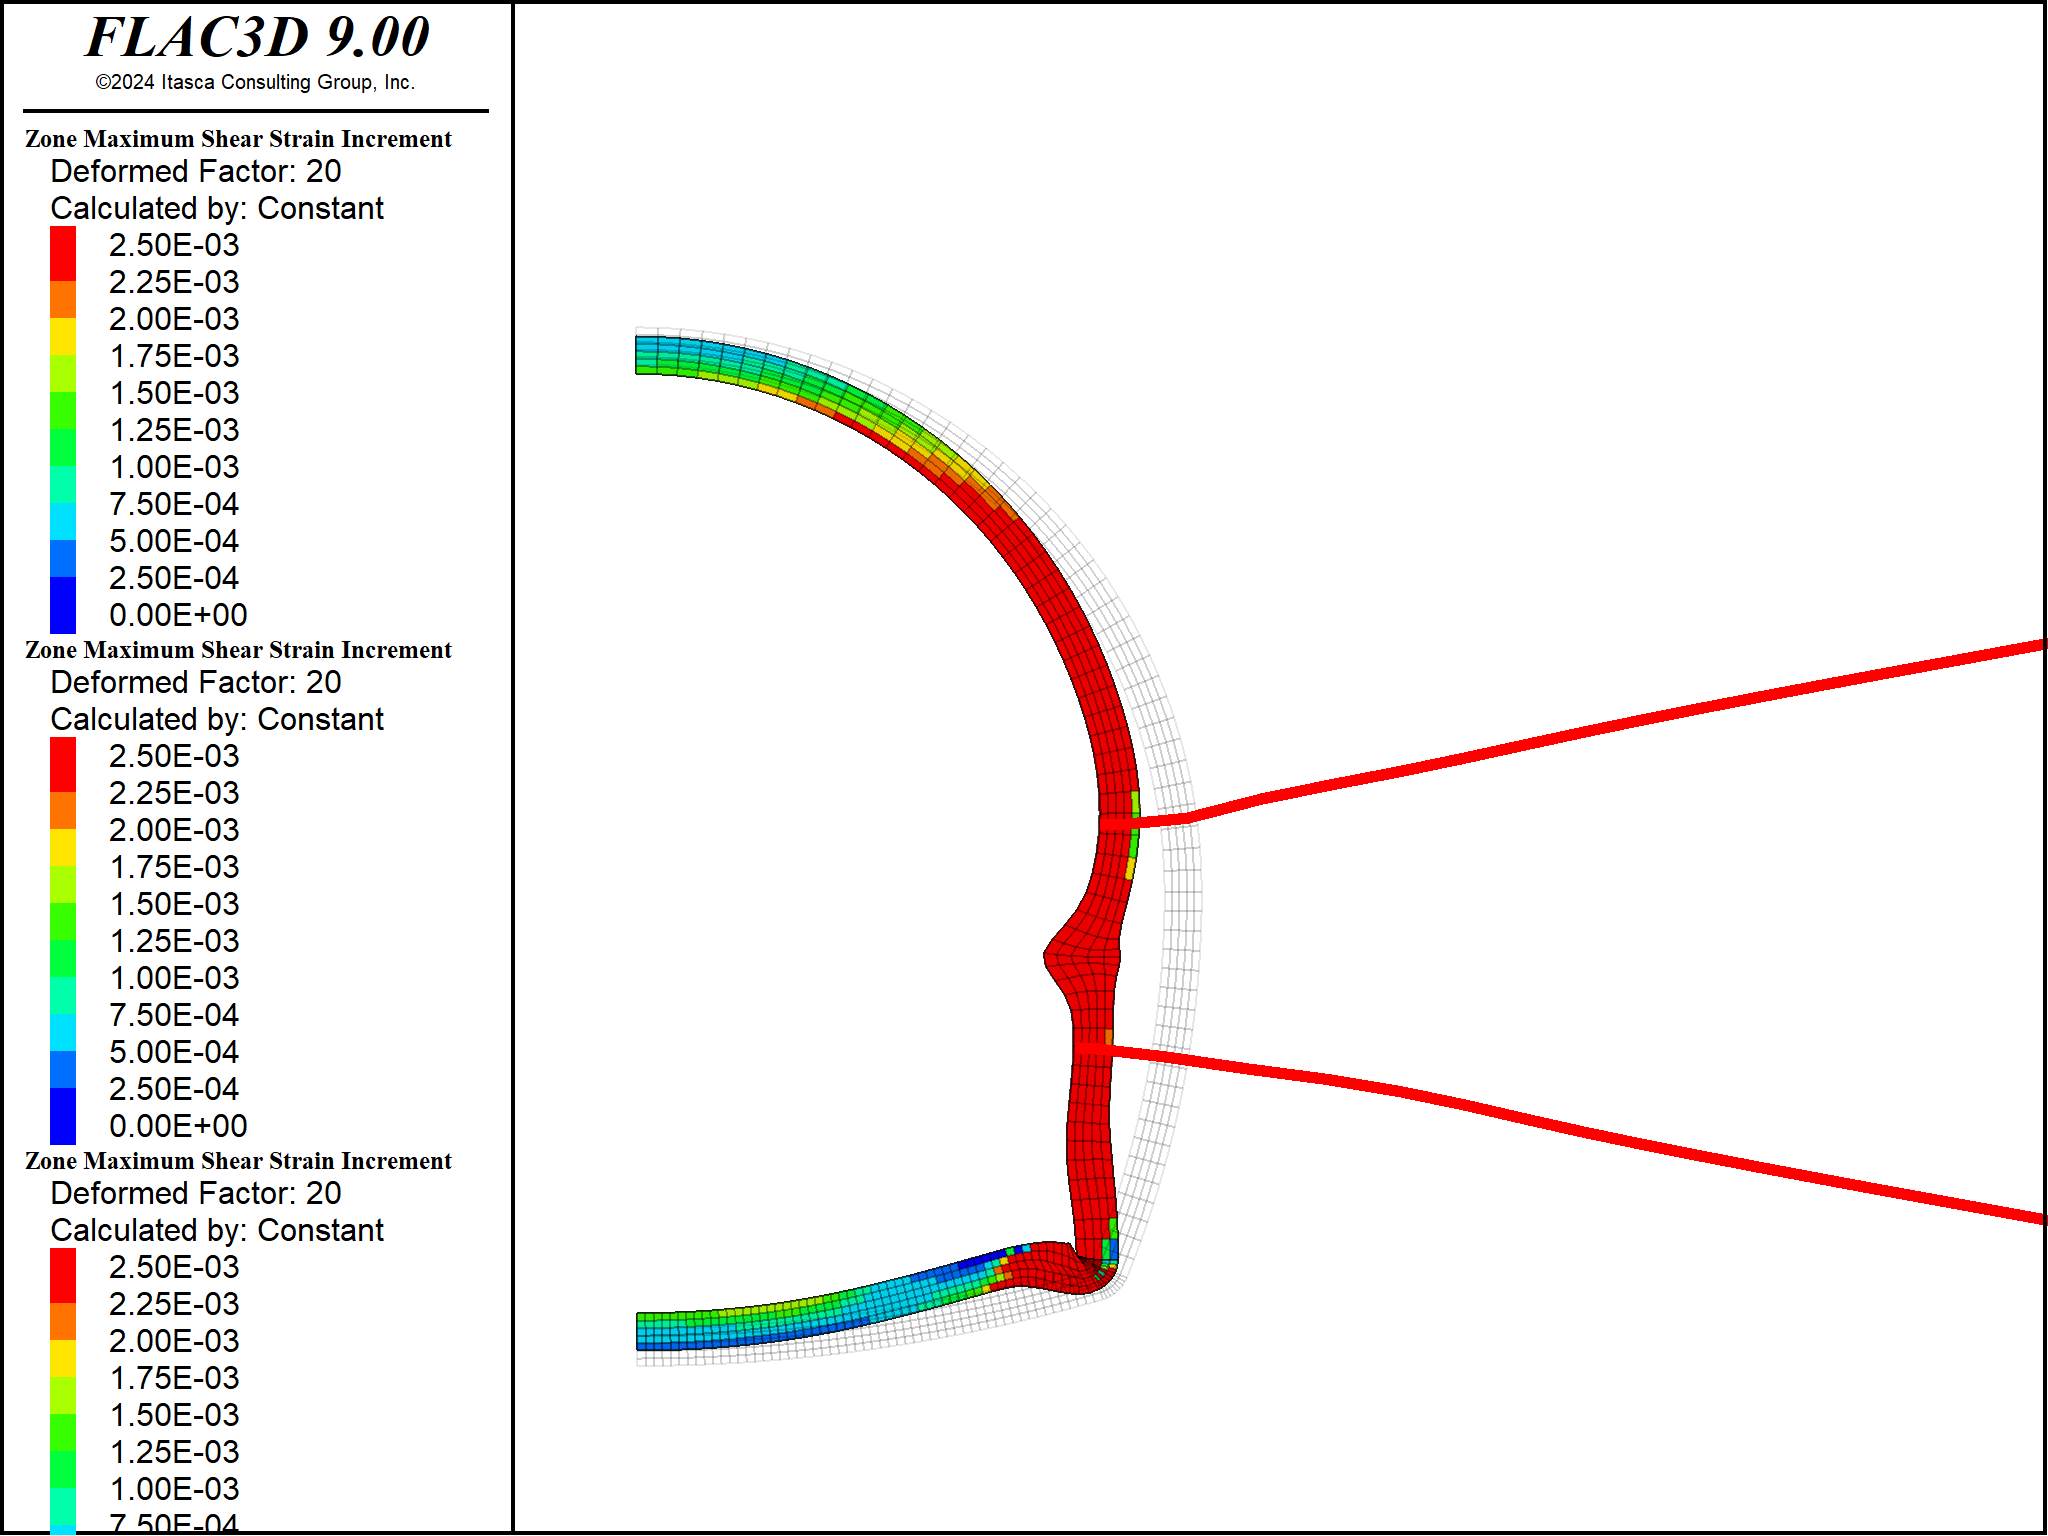 FLAC3D 9.00
©2024 Itasca Consulting Group, Inc.
Zone Maximum Shear Strain Increment
Deformed Factor: 20
Calculated by: Constant
2.50E-03
2.25E-03
2.00E-03
1.75E-03
1.50E-03
1.25E-03
1.00E-03
7.50E-04
5.00E-04
2.50E-04
0.00E+00
Zone Maximum Shear Strain Increment
Deformed Factor: 20
Calculated by: Constant
2.50E-03
2.25E-03
2.00E-03
1.75E-03
1.50E-03
1.25E-03
1.00E-03
7.50E-04
5.00E-04
2.50E-04
0.00E+00
Zone Maximum Shear Strain Increment
Deformed Factor: 20
Calculated by: Constant
2.50E-03
2.25E-03
2.00E-03
1.75E-03
1.50E-03
1.25E-03
1.00E-03
7.50E-04